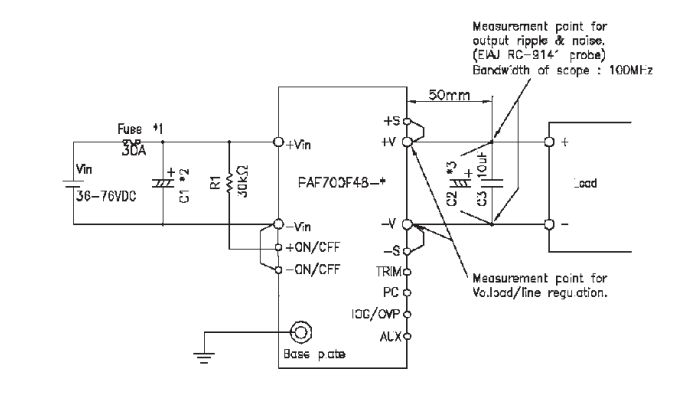 Measurement point for
output ripple & noise.
(EIAJ RC-9141 probe)
Bandwidth of scope : 100MHz
50mm
Fuse *1
30A
+S
+V
+Vin
+
Vin
36-76VDC
C1 *2
R1
30kΩ
PAF700F48-*
C2 *3
C3 10uF
Load
-Vin
-V
-
+ON/OFF
-ON/OFF
-S
TRIM
PC
IOG/OVP
AUX
Base plate
Measurement point for
Vo.load/line regulation.